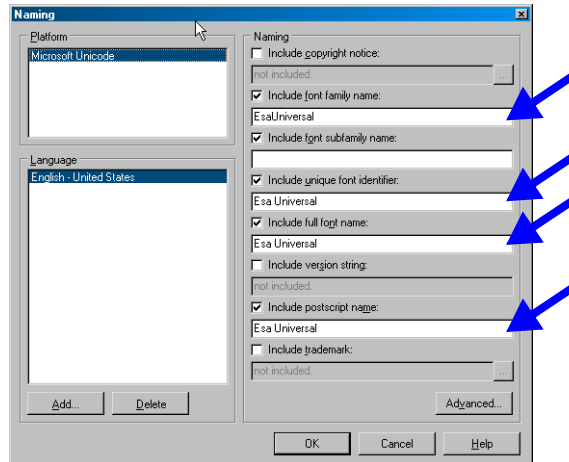 Naming
Platform
Microsoft Unicode
Language
English - United States
Add...
Delete
Naming
Include copyright notice:
not included.
...
Include font family name:
EsaUniversal
Include font subfamily name:
Include unique font identifier:
Esa Universal
Include full font name:
Esa Universal
Include version string:
not included.
Include postscript name:
Esa Universal
Include trademark:
not included.
...
Advanced...
OK
Cancel
Help